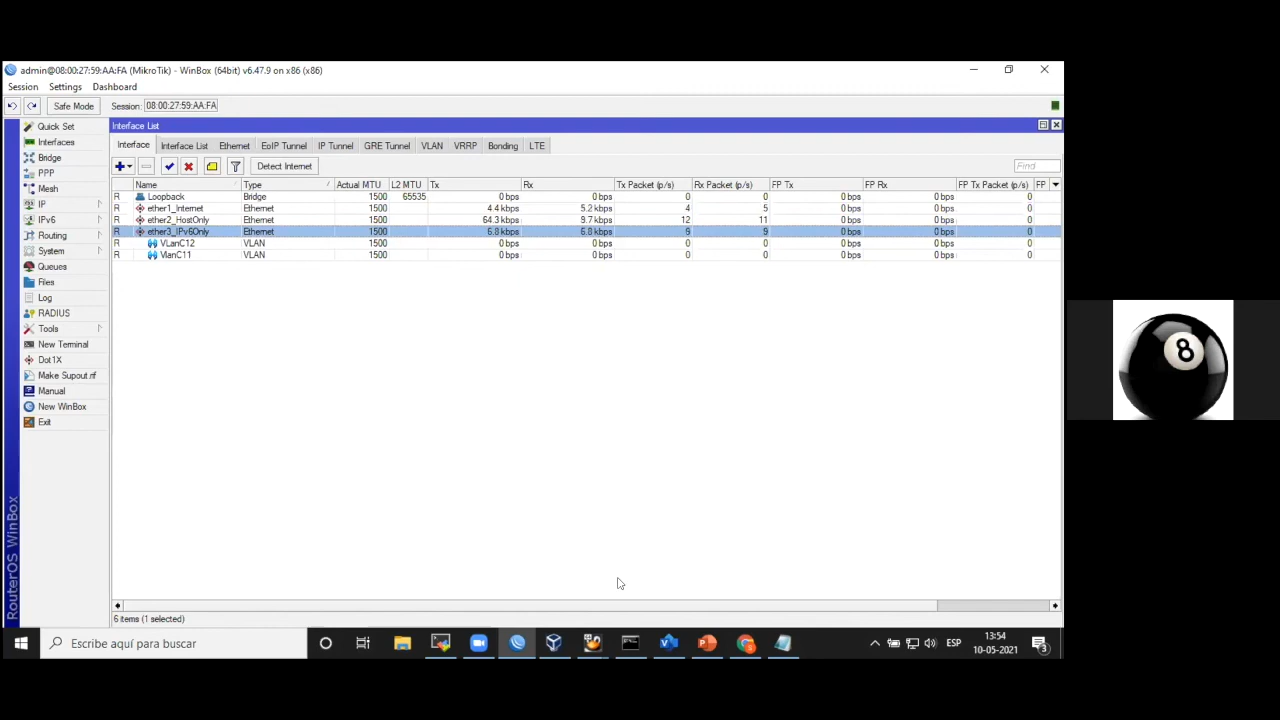 admin@08:00:27:59:AA:FA (MikroTik) - WinBox (64bit) v6.47.9 on x86 (x86)
Session Settings Dashboard
Safe Mode Session: 08:00:27:59:AA:FA
Quick Set
Interfaces
Bridge
PPP
Mesh
IP
IPv6
Routing
System
Queues
Files
Log
RADIUS
Tools
New Terminal
Dot1X
Make Supout.rif
Manual
New WinBox
Exit
RouterOS WinBox
Interface List
Interface Interface List Ethernet EoIP Tunnel IP Tunnel GRE Tunnel VLAN VRRP Bonding LTE
Detect Internet Find
Name Type Actual MTU L2 MTU Tx Rx Tx Packet (p/s) Rx Packet (p/s) FP Tx FP Rx FP Tx Packet (p/s) FP
R Loopback Bridge 1500 65535 0 bps 0 bps 0 0 0 bps 0 bps 0
R ether1_Internet Ethernet 1500 4.4 kbps 5.2 kbps 4 5 0 bps 0 bps 0
R ether2_HostOnly Ethernet 1500 64.3 kbps 9.7 kbps 12 11 0 bps 0 bps 0
R ether3_IPv6Only Ethernet 1500 6.8 kbps 6.8 kbps 9 9 0 bps 0 bps 0
R VLanC12 VLAN 1500 0 bps 0 bps 0 0 0 bps 0 bps 0
R VlanC11 VLAN 1500 0 bps 0 bps 0 0 0 bps 0 bps 0
6 items (1 selected)
8
Escribe aquí para buscar
ESP
13:54
10-05-2021
3